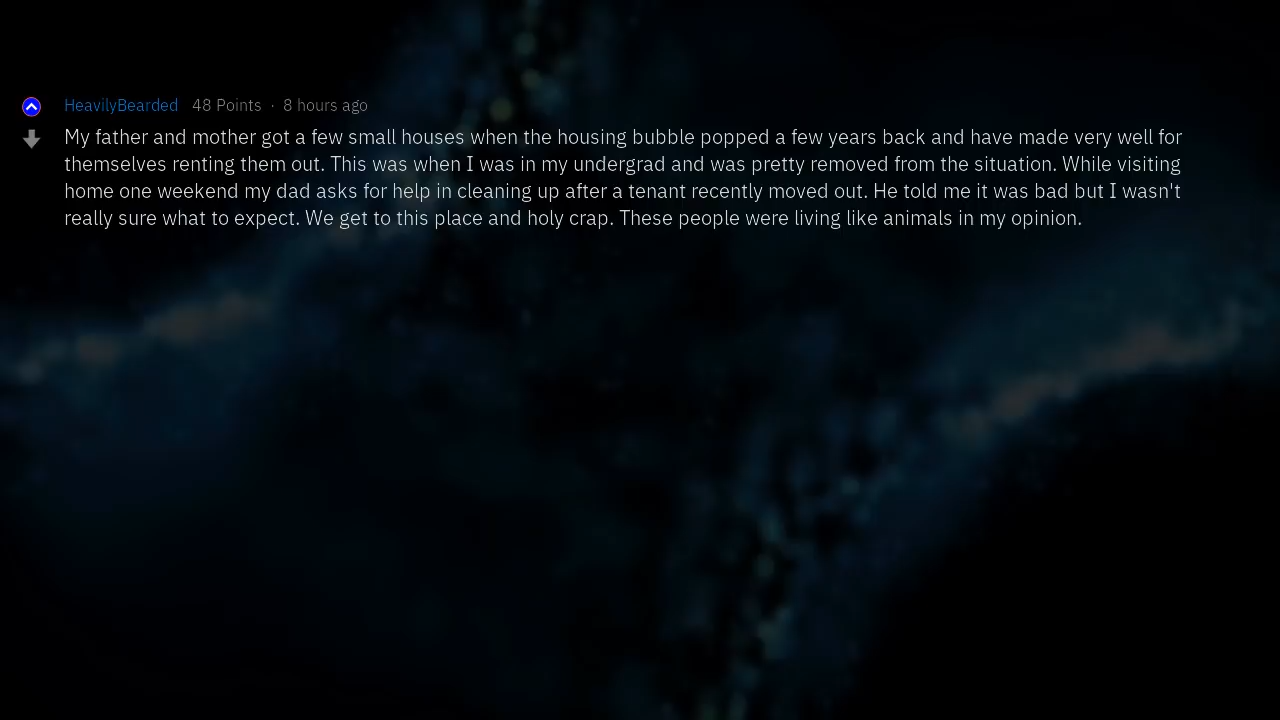 HeavilyBearded 48 Points · 8 hours ago
My father and mother got a few small houses when the housing bubble popped a few years back and have made very well for
themselves renting them out. This was when I was in my undergrad and was pretty removed from the situation. While visiting
home one weekend my dad asks for help in cleaning up after a tenant recently moved out. He told me it was bad but I wasn't
really sure what to expect. We get to this place and holy crap. These people were living like animals in my opinion.